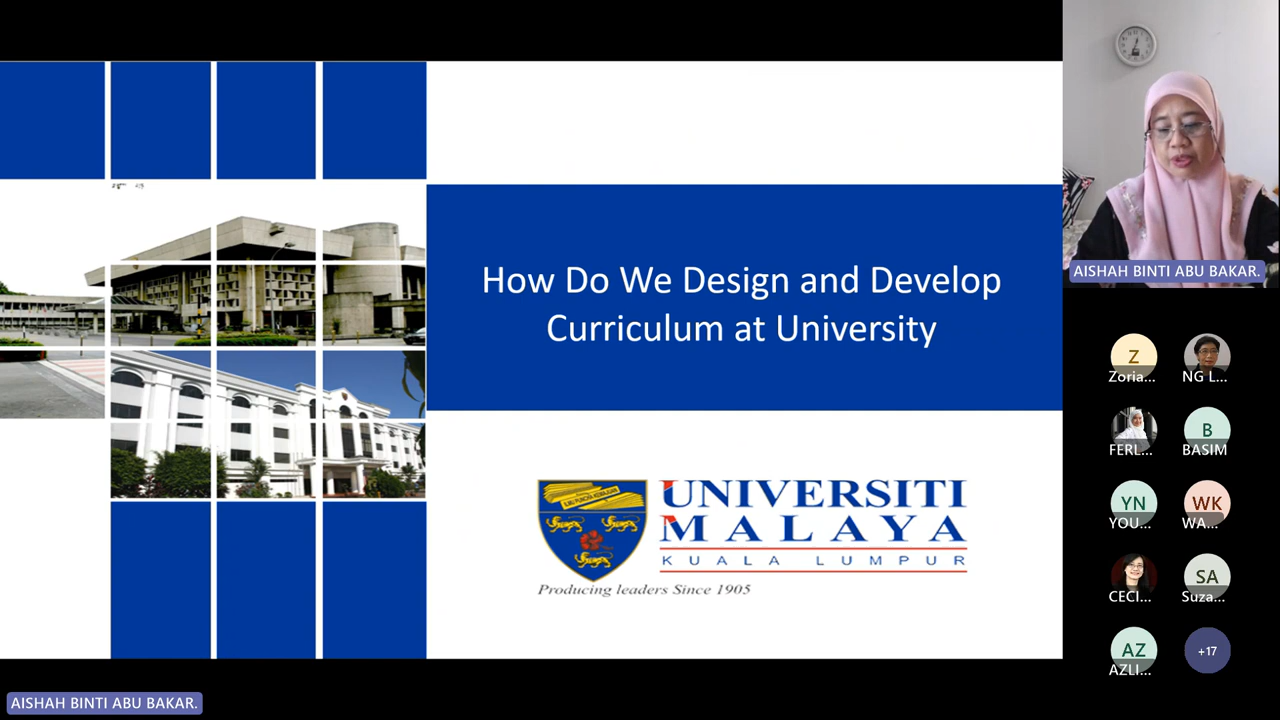 How Do We Design and Develop
Curriculum at University
UNIVERSITI
MALAYA
KUALA LUMPUR
Producing leaders Since 1905
AISHAH BINTI ABU BAKAR.
Z
Zoria...
NG L...
FERL...
B
BASIM
YN
YOU...
WK
WA...
CECI...
SA
Suza...
AZ
AZLI...
+17
AISHAH BINTI ABU BAKAR.